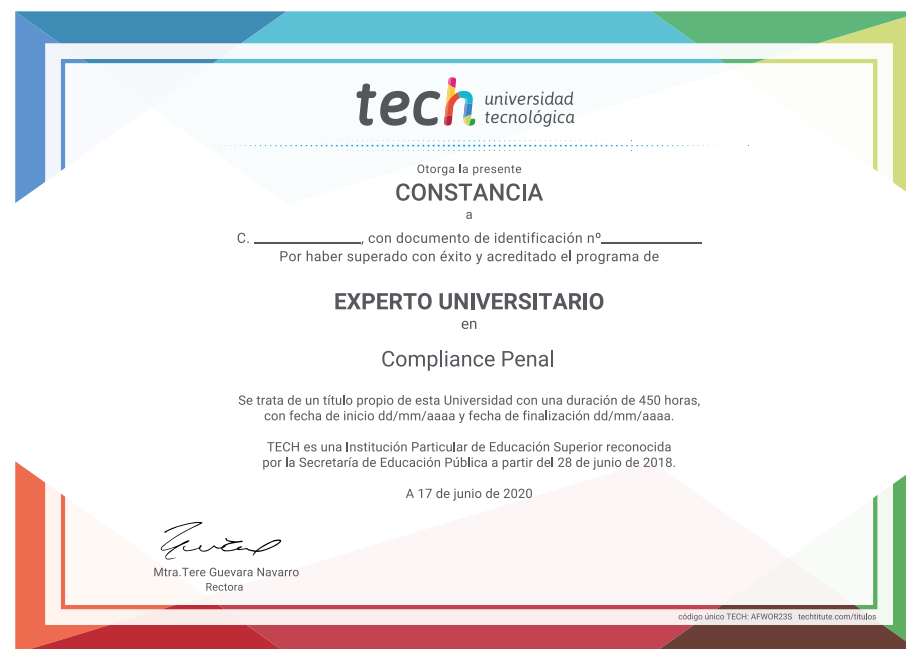 tech universidad
tecnológica
Otorga la presente
CONSTANCIA
a
C. ______________, con documento de identificación nº______________
Por haber superado con éxito y acreditado el programa de
EXPERTO UNIVERSITARIO
en
Compliance Penal
Se trata de un título propio de esta Universidad con una duración de 450 horas,
con fecha de inicio dd/mm/aaaa y fecha de finalización dd/mm/aaaa.
TECH es una Institución Particular de Educación Superior reconocida
por la Secretaría de Educación Pública a partir del 28 de junio de 2018.
A 17 de junio de 2020
Mtra.Tere Guevara Navarro
Rectora
código único TECH: AFWOR23S techtitute.com/titulos